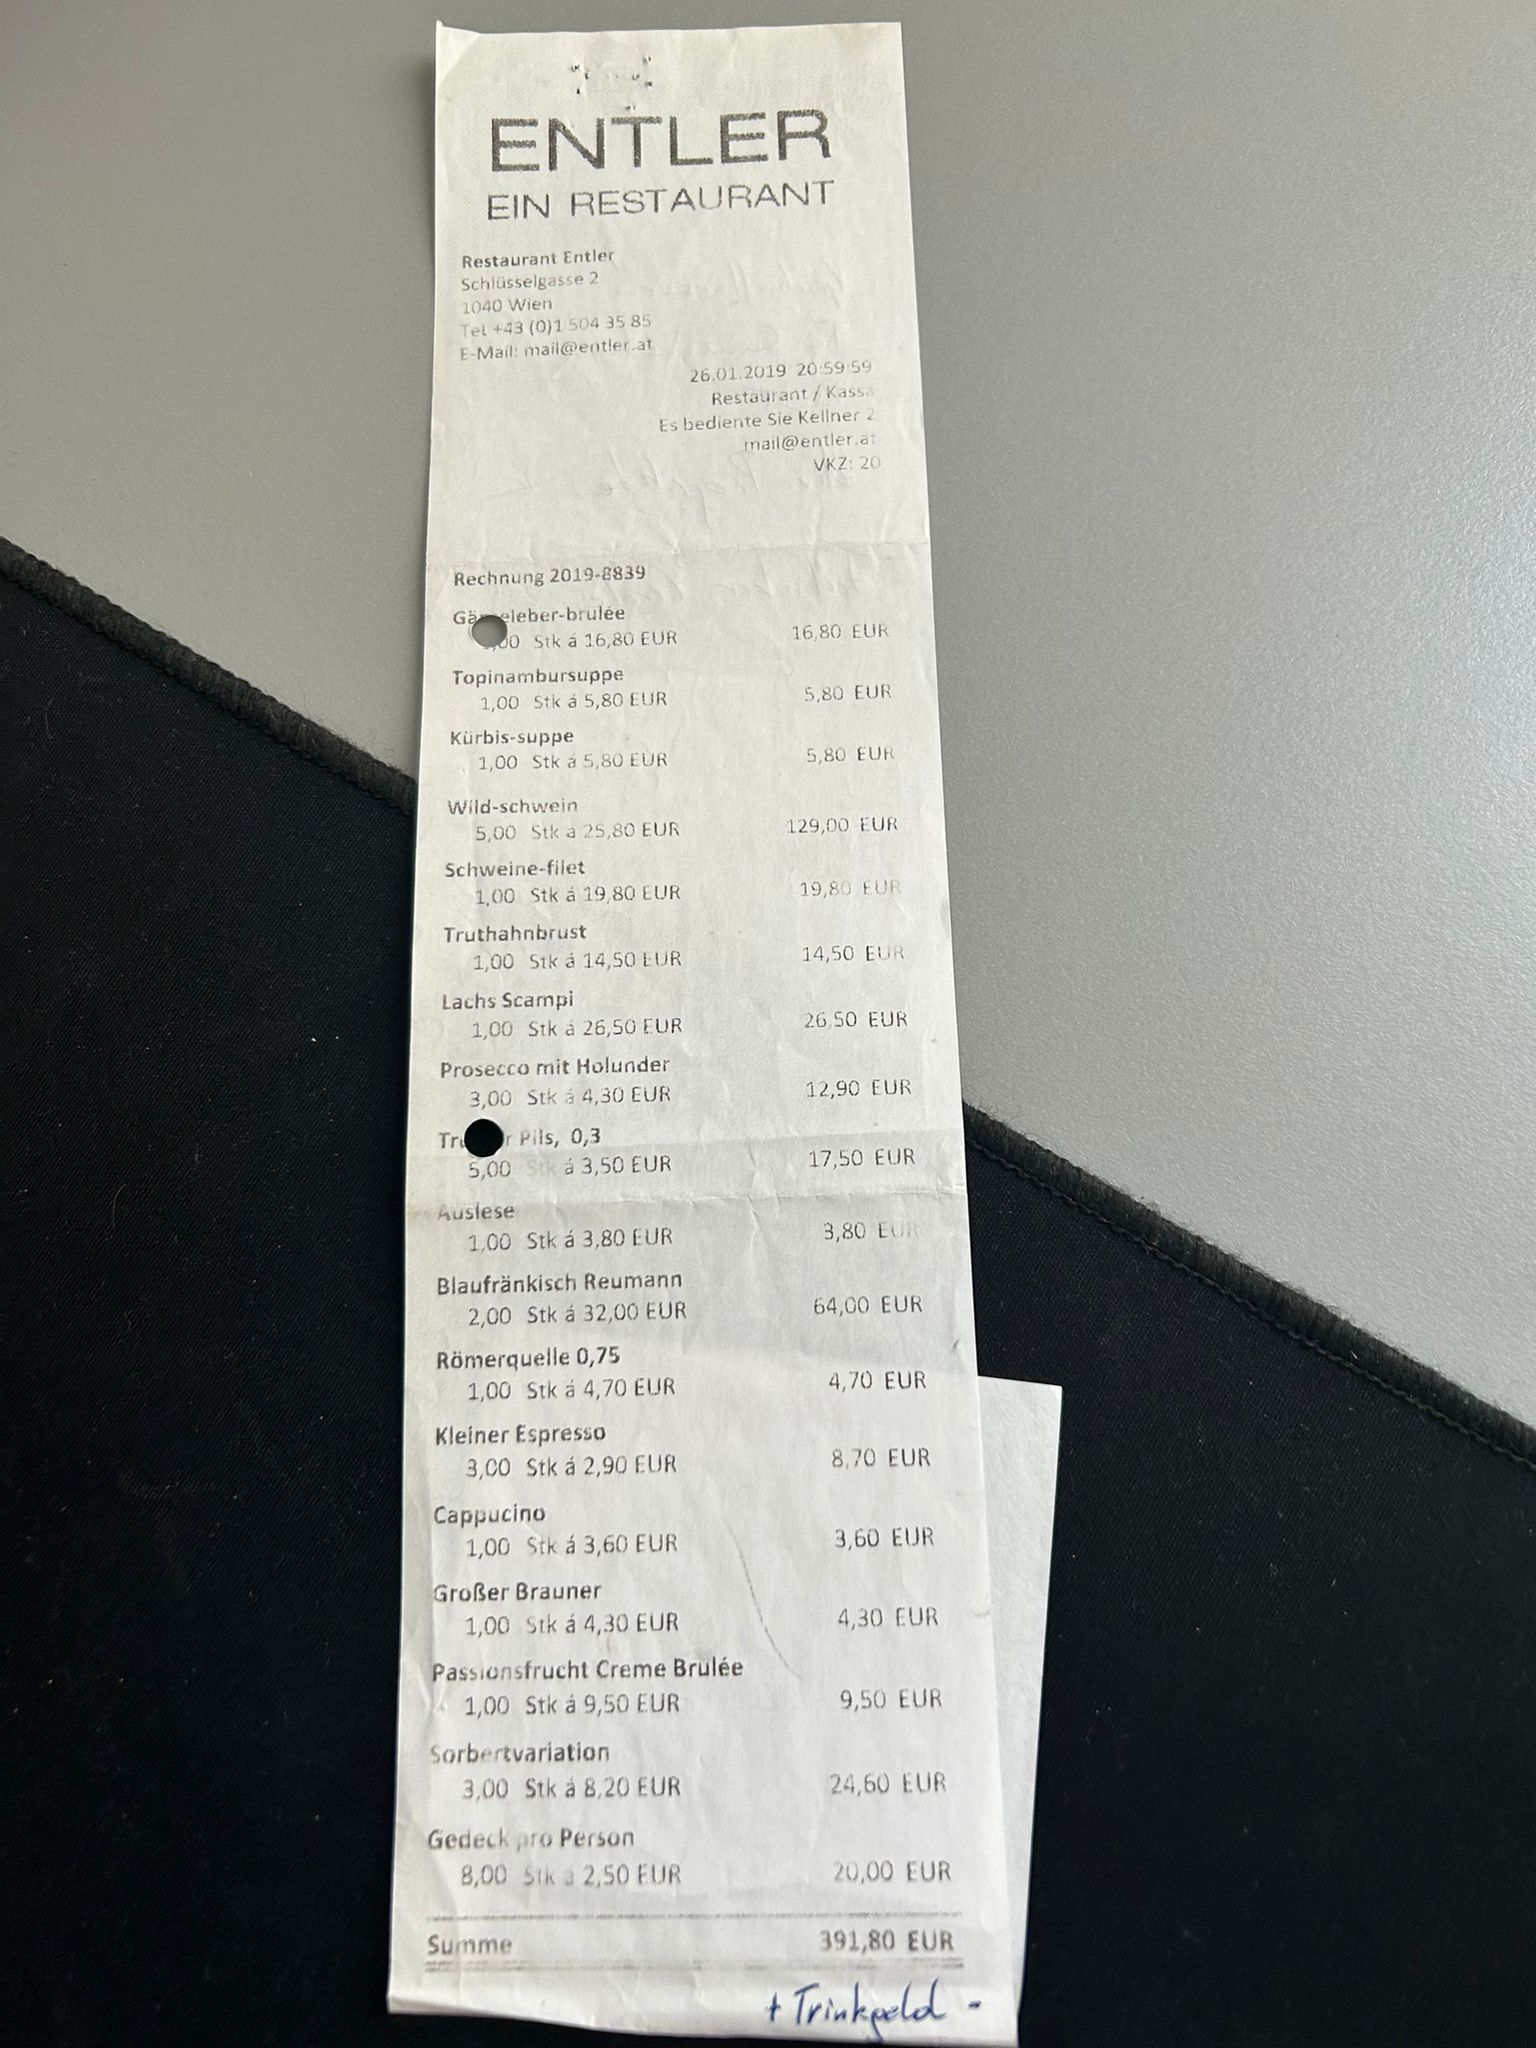 ENTLER
EIN RESTAURANT
Restaurant Entler
Schlüsselgasse 2
1040 Wien
Tel +43 (0)1 504 35 85
E-Mail: mail@entler.at
26.01.2019 20:59:59
Restaurant / Kassa
Es bediente Sie Kellner 2
mail@entler.at
VKZ: 20
Rechnung 2019-8839
brulée
Stk á 16,80 EUR 16,80 EUR
Topinambursuppe
1,00 Stk á 5,80 EUR 5,80 EUR
Kürbis-suppe
1,00 Stk á 5,80 EUR 5,80 EUR
Wild-schwein
5,00 Stk á 25,80 EUR 129,00 EUR
Schweine-filet
1,00 Stk á 19,80 EUR 19,80 EUR
Truthahnbrust
1,00 Stk á 14,50 EUR 14,50 EUR
Lachs Scampi
1,00 Stk á 26,50 EUR 26,50 EUR
Prosecco mit Holunder
3,00 Stk á 4,30 EUR 12,90 EUR
Pils, 0,3
5,00 Stk á 3,50 EUR 17,50 EUR
Auslese
1,00 Stk á 3,80 EUR 3,80 EUR
Blaufränkisch Reumann
2,00 Stk á 32,00 EUR 64,00 EUR
Römerquelle 0,75
1,00 Stk á 4,70 EUR 4,70 EUR
Kleiner Espresso
3,00 Stk á 2,90 EUR 8,70 EUR
Cappucino
1,00 Stk á 3,60 EUR 3,60 EUR
Großer Brauner
1,00 Stk á 4,30 EUR 4,30 EUR
Passionsfrucht Creme Brulée
1,00 Stk á 9,50 EUR 9,50 EUR
Sorbertvariation
3,00 Stk á 8,20 EUR 24,60 EUR
Gedeck pro Person
8,00 Stk á 2,50 EUR 20,00 EUR
Summe 391,80 EUR
+ Trinkgeld -